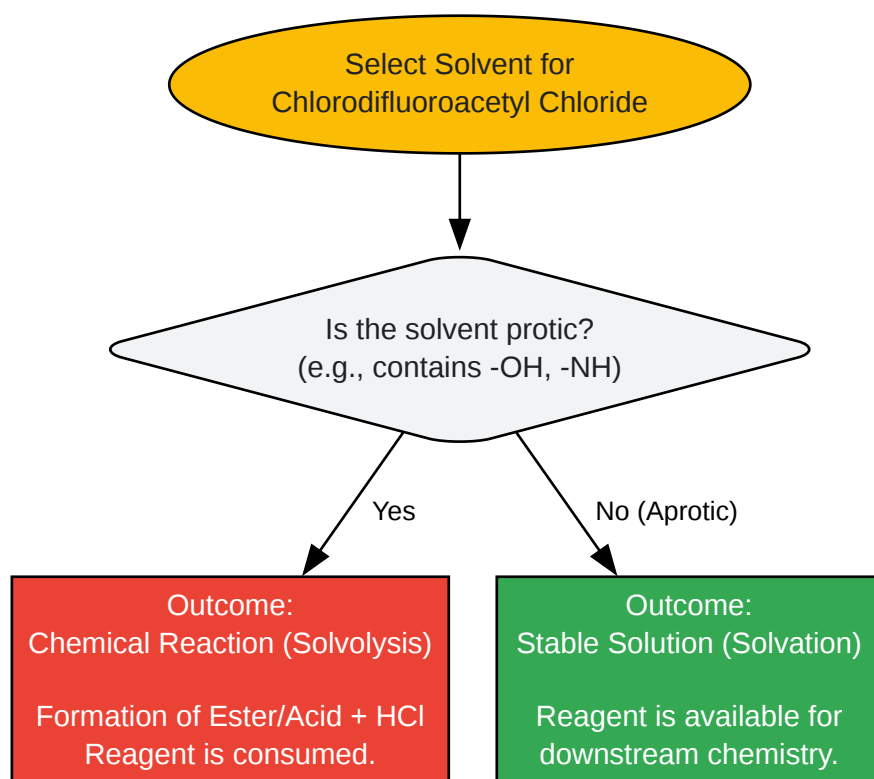 Select Solvent for
Chlorodifluoroacetyl Chloride
Is the solvent protic?
(e.g., contains -OH, -NH)
Yes
No (Aprotic)
Outcome:
Chemical Reaction (Solvolysis)
Formation of Ester/Acid + HCl
Reagent is consumed.
Outcome:
Stable Solution (Solvation)
Reagent is available for
downstream chemistry.